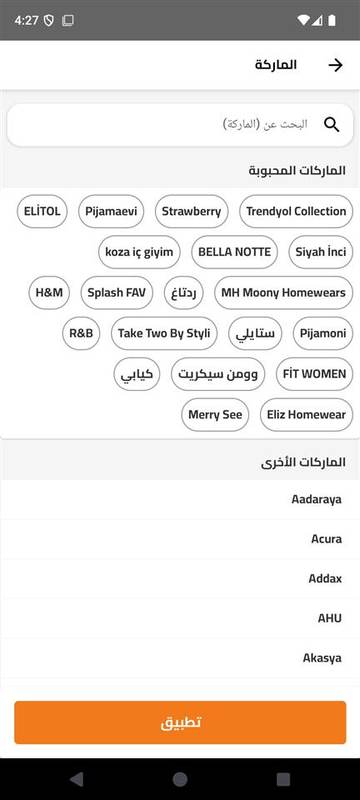 4:27
الماركة
البحث عن (الماركة)
الماركات المحبوبة
Trendyol Collection Strawberry Pijamaevi ELİTOL
Siyah İnci BELLA NOTTE koza iç giyim
MH Moony Homewears ردتاغ Splash FAV H&M
Pijamoni ستايلي Take Two By Styli R&B
FİT WOMEN وومن سيكريت كيابي
Eliz Homewear Merry See
الماركات الأخرى
Aadaraya
Acura
Addax
AHU
Akasya
تطبيق